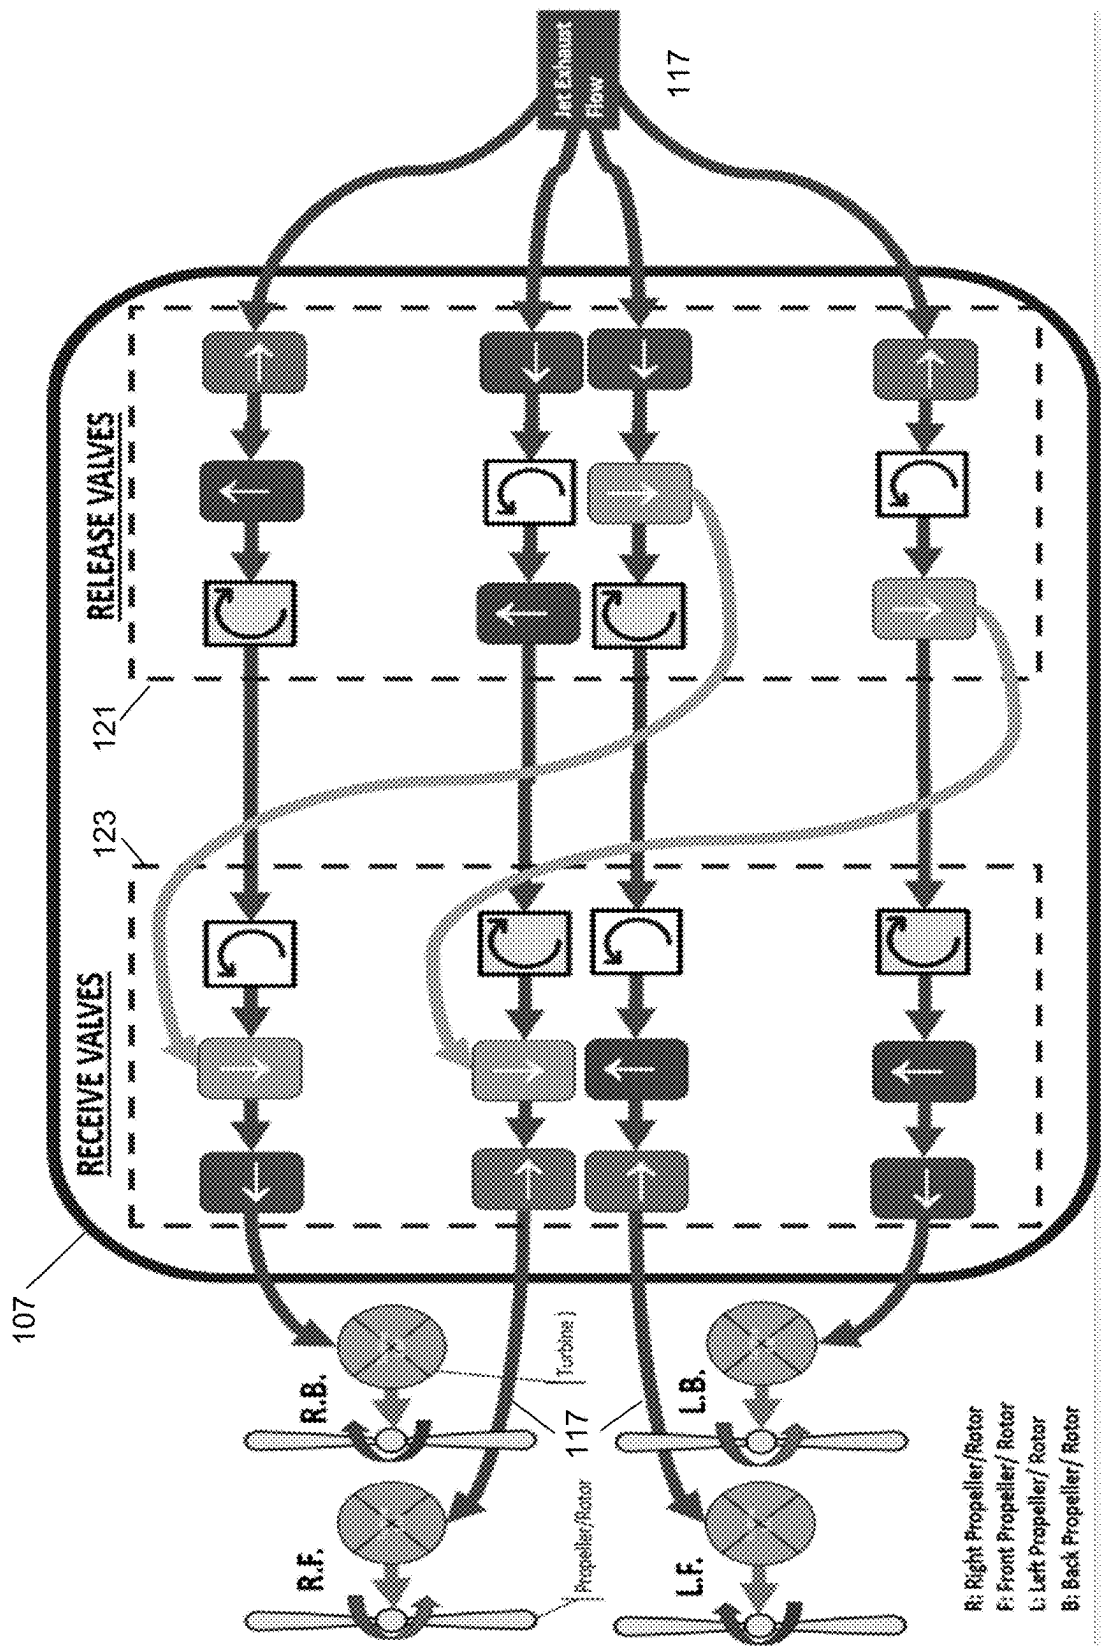 107
RECEIVE VALVES
123
121
RELEASE VALVES
Jet Exhaust
Flow
117
R.B.
R.F.
[Turbine]
117
[Propeller/Rotor
L.B.
L.F.
R: Right Propeller/Rotor
F: Front Propeller/ Rotor
L: Left Propeller/ Rotor
B: Back Propeller/ Rotor